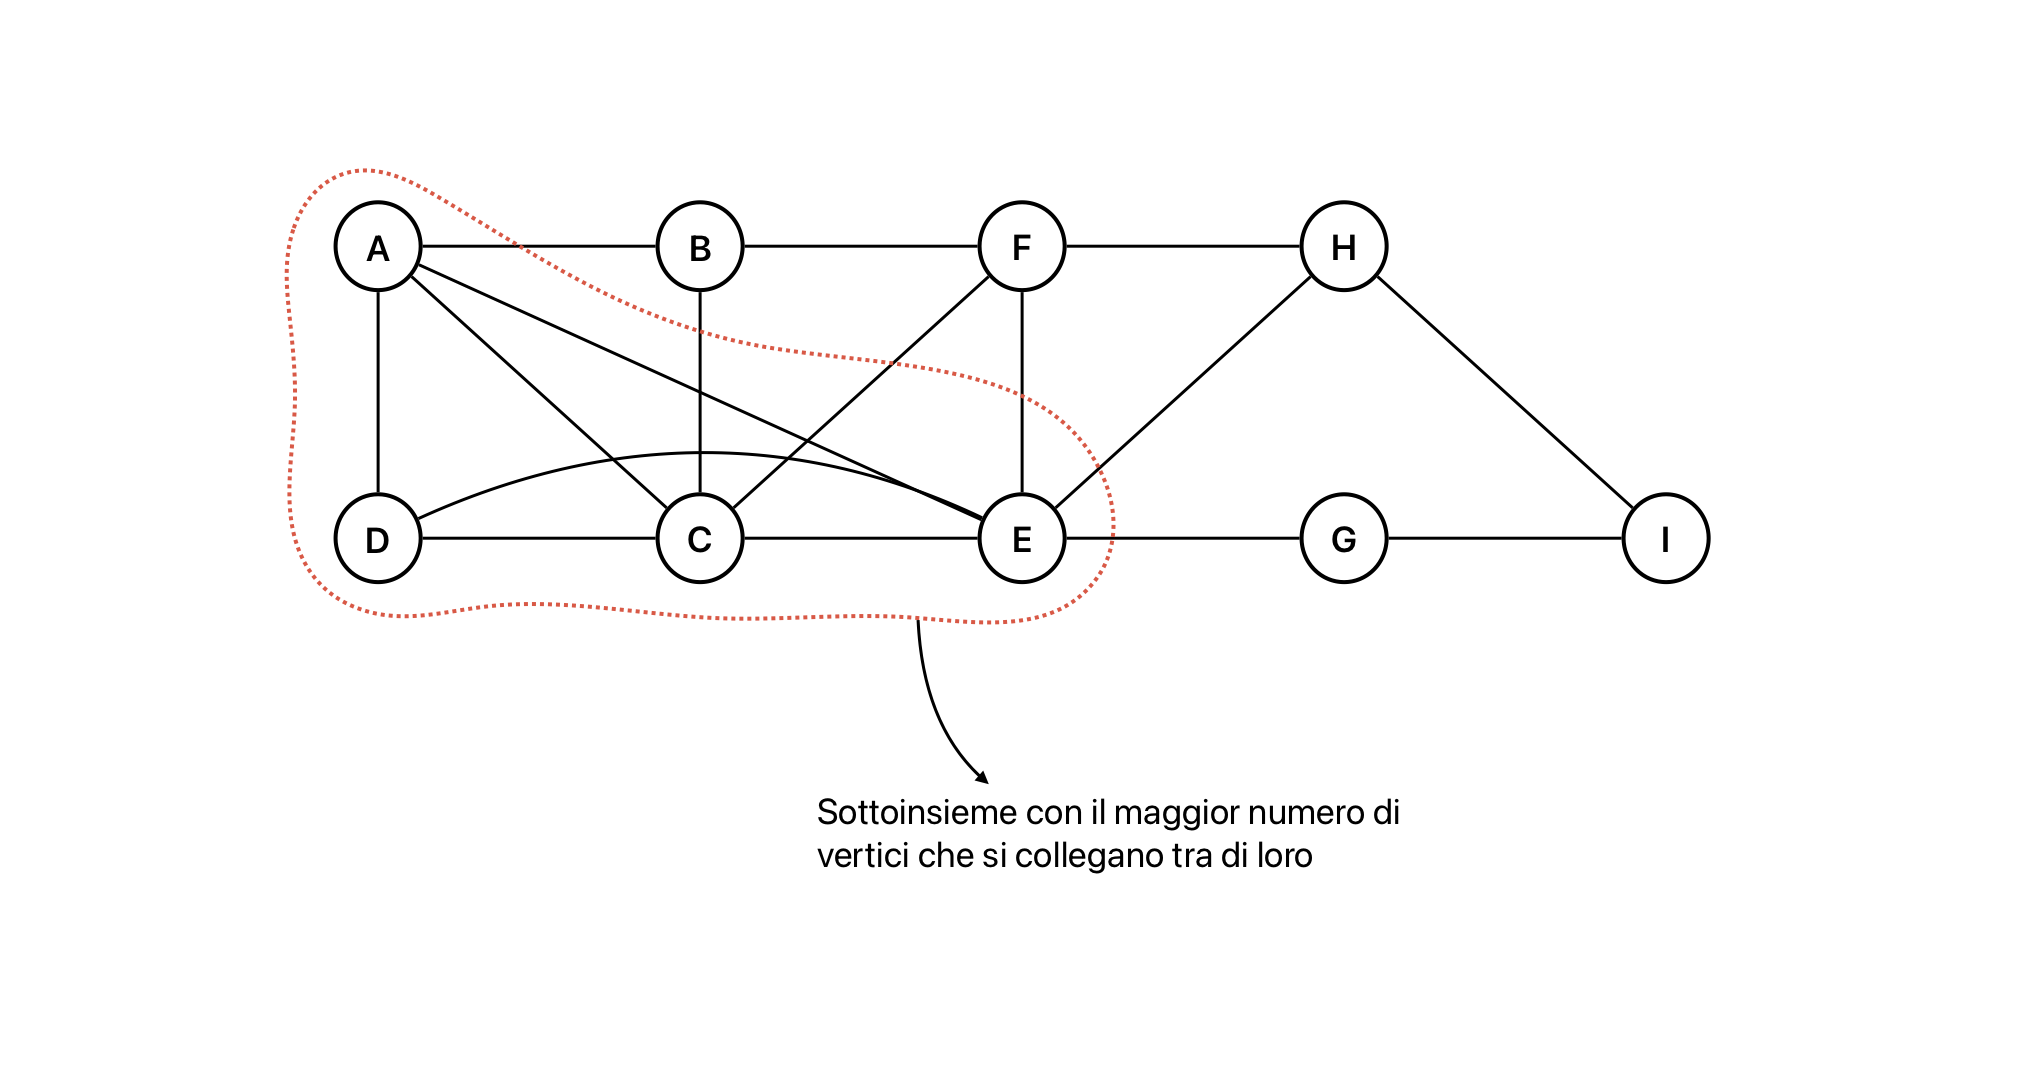 A B F H
D C E G I
Sottoinsieme con il maggior numero di
vertici che si collegano tra di loro